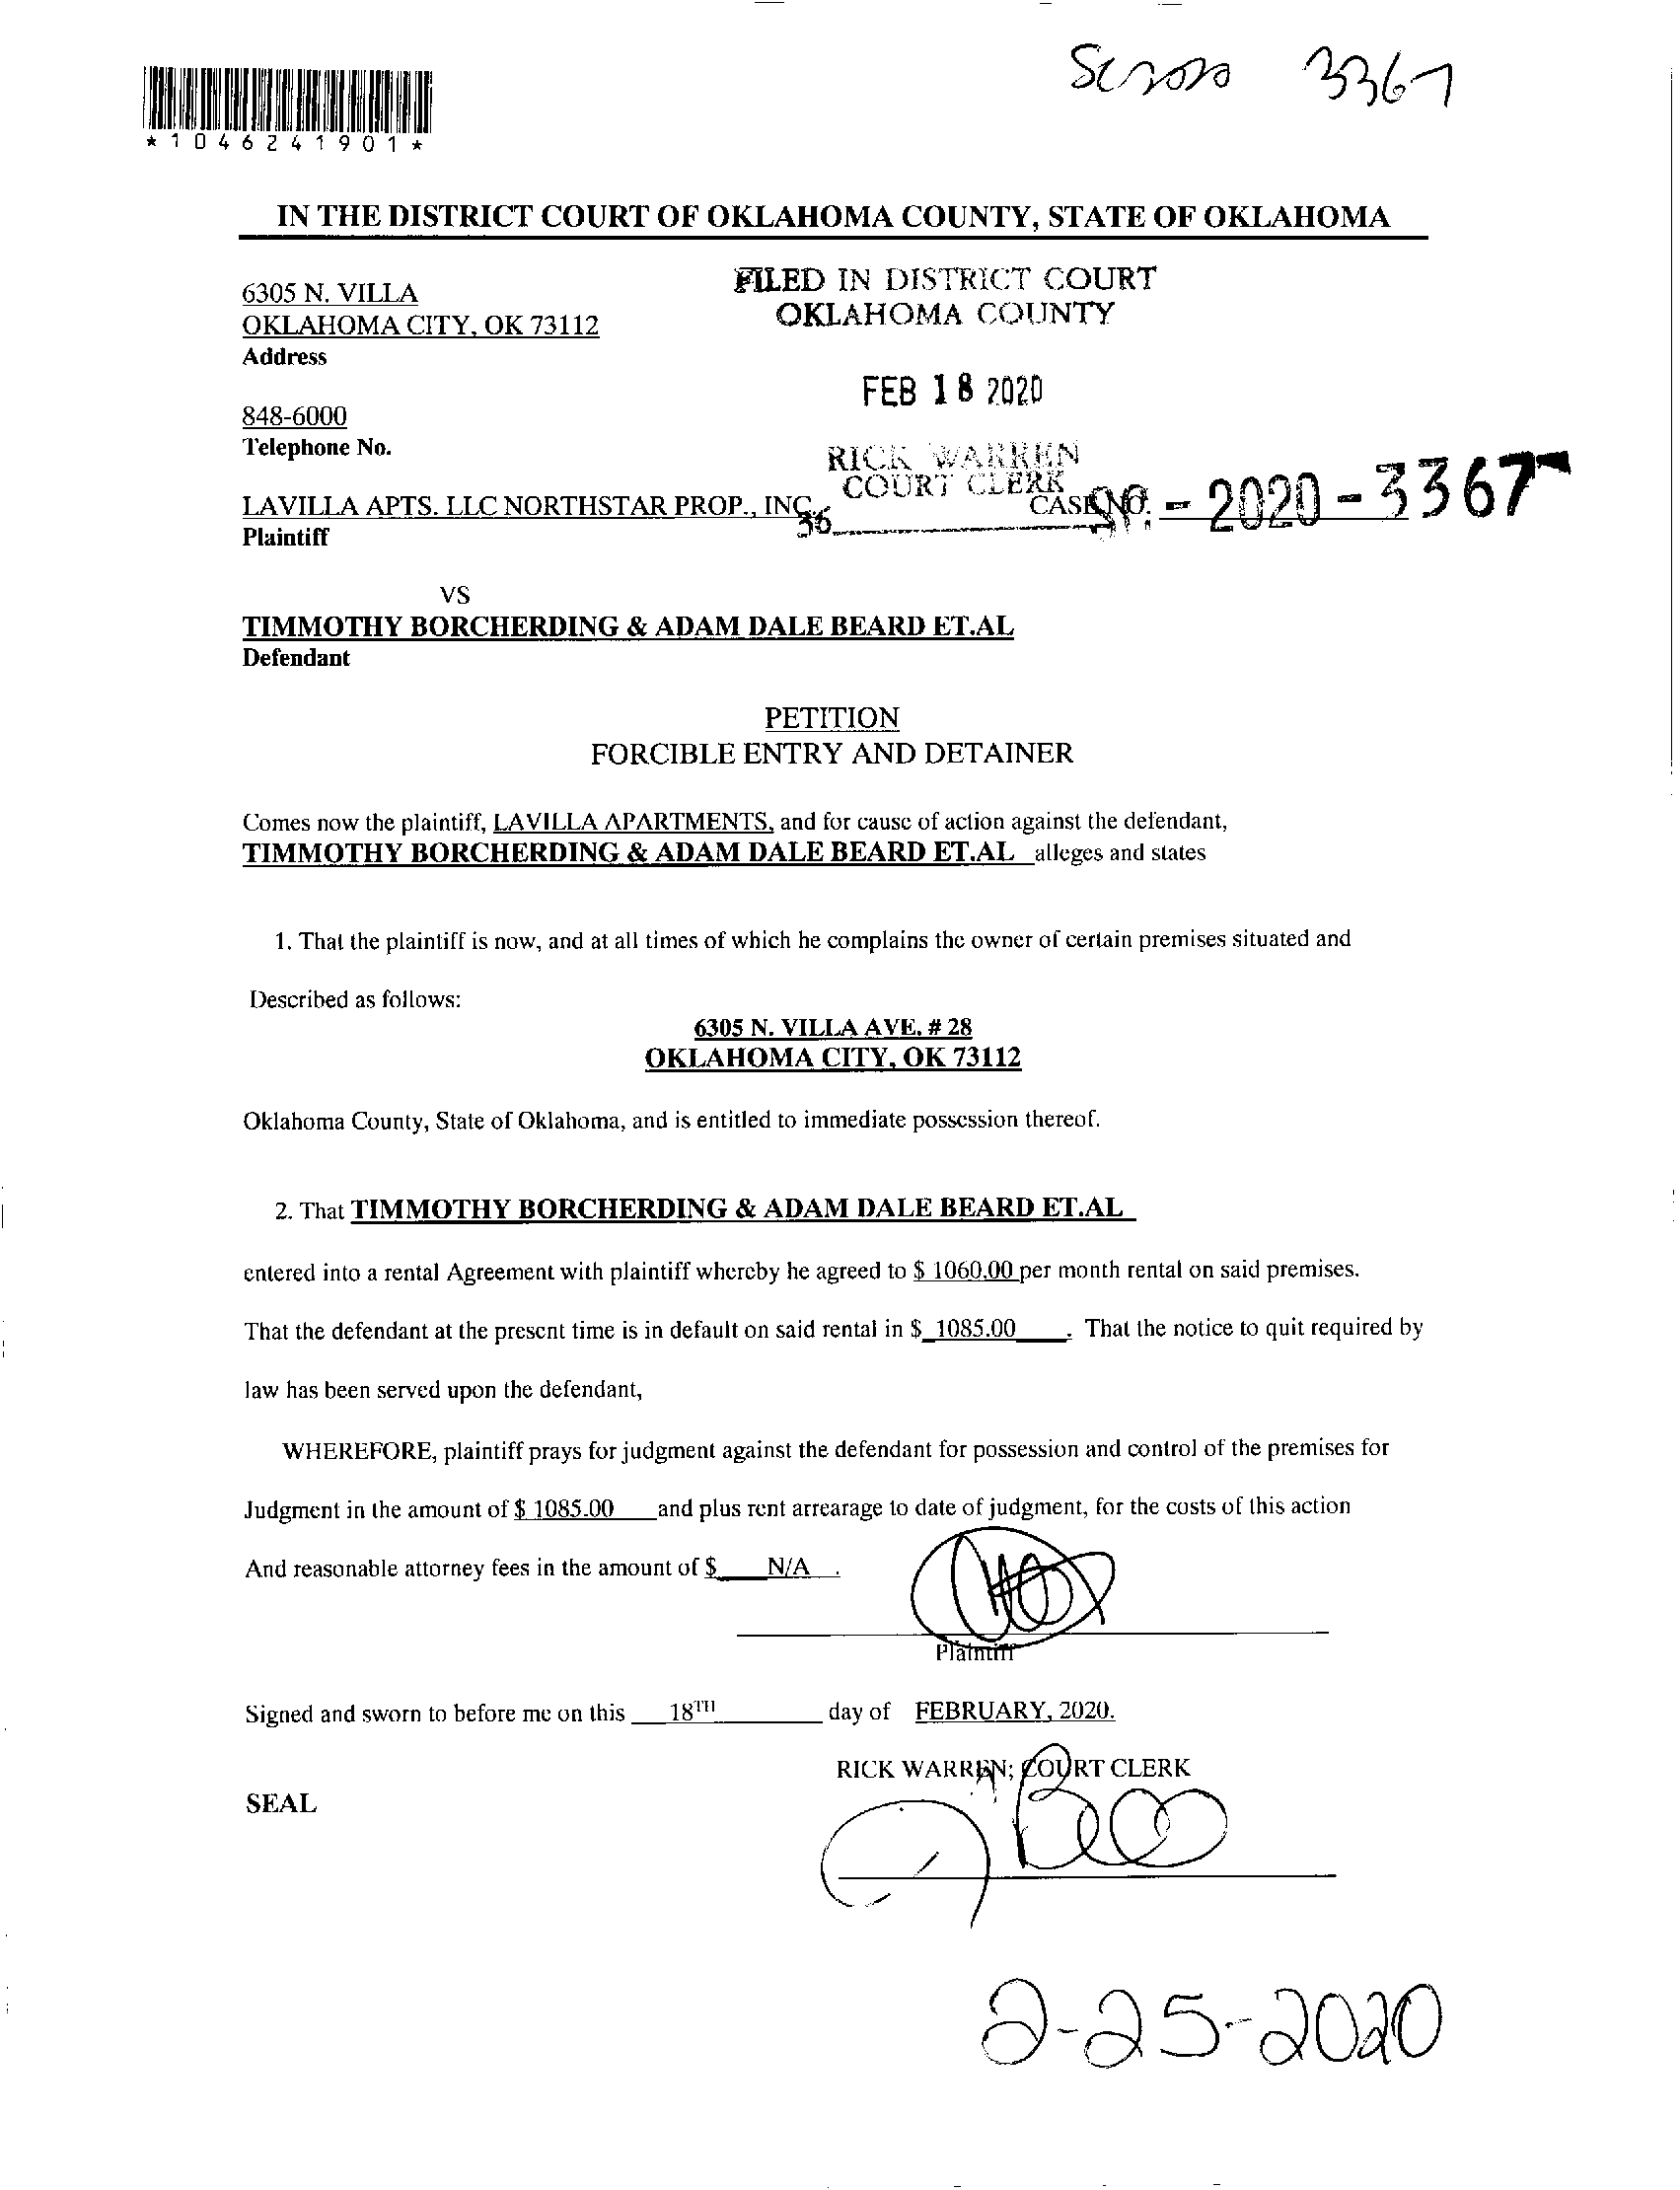 SC2020 3367
*1046241901*
IN THE DISTRICT COURT OF OKLAHOMA COUNTY, STATE OF OKLAHOMA
6305 N. VILLA
OKLAHOMA CITY, OK 73112
Address
FILED IN DISTRICT COURT
OKLAHOMA COUNTY
FEB 18 2020
848-6000
Telephone No.
RICK WARREN
COURT CLERK
36
LAVILLA APTS. LLC NORTHSTAR PROP., INC.
CASE NO. - 2020 - 3367
Plaintiff
VS
TIMMOTHY BORCHERDING & ADAM DALE BEARD ET.AL
Defendant
PETITION
FORCIBLE ENTRY AND DETAINER
Comes now the plaintiff, LAVILLA APARTMENTS, and for cause of action against the defendant,
TIMMOTHY BORCHERDING & ADAM DALE BEARD ET.AL alleges and states
1. That the plaintiff is now, and at all times of which he complains the owner of certain premises situated and
Described as follows:
6305 N. VILLA AVE. # 28
OKLAHOMA CITY, OK 73112
Oklahoma County, State of Oklahoma, and is entitled to immediate possession thereof.
2. That TIMMOTHY BORCHERDING & ADAM DALE BEARD ET.AL
entered into a rental Agreement with plaintiff whereby he agreed to $ 1060.00 per month rental on said premises.
That the defendant at the present time is in default on said rental in $ 1085.00 . That the notice to quit required by
law has been served upon the defendant,
WHEREFORE, plaintiff prays for judgment against the defendant for possession and control of the premises for
Judgment in the amount of $ 1085.00 and plus rent arrearage to date of judgment, for the costs of this action
And reasonable attorney fees in the amount of $ N/A .
Plaintiff
Signed and sworn to before me on this 18TH day of FEBRUARY, 2020.
RICK WARREN; COURT CLERK
SEAL
2-25-2020